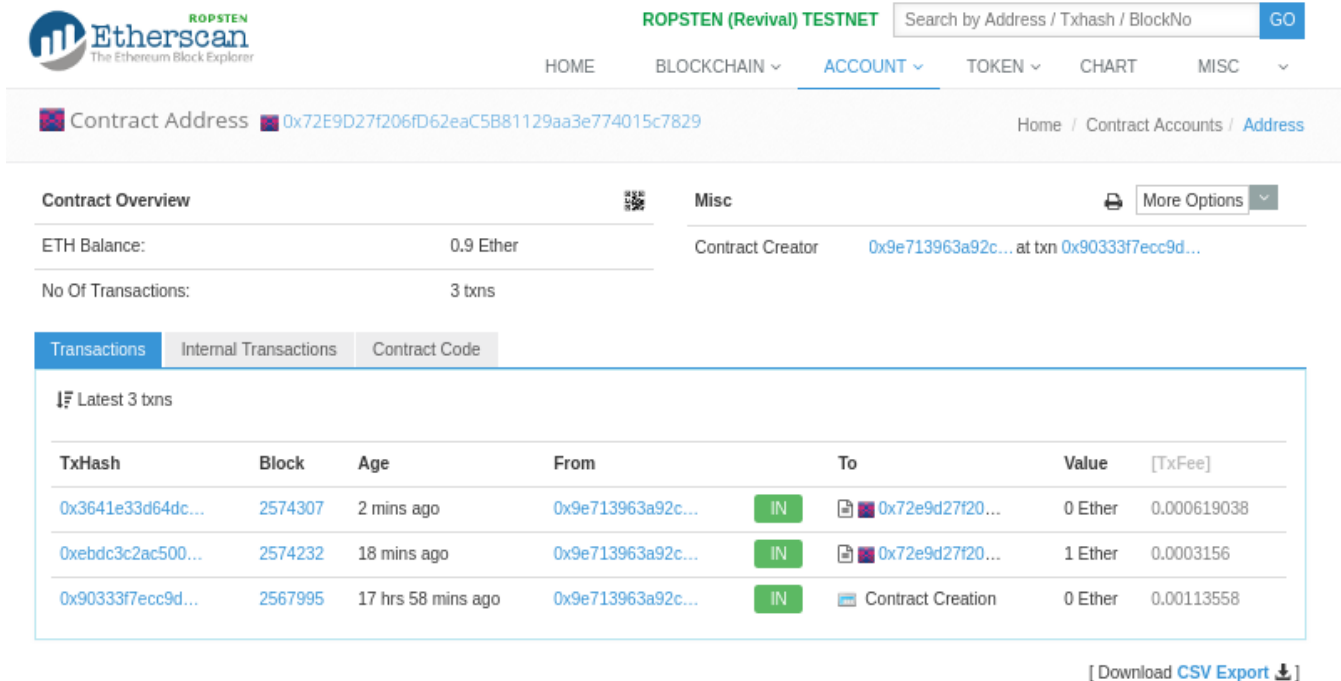 ROPSTEN
Etherscan
The Ethereum Block Explorer
ROPSTEN (Revival) TESTNET Search by Address / Txhash / BlockNo GO
HOME BLOCKCHAIN ACCOUNT TOKEN CHART MISC
Contract Address 0x72E9D27f206fD62eaC5B81129aa3e774015c7829 Home / Contract Accounts / Address
Contract Overview Misc More Options
ETH Balance: 0.9 Ether Contract Creator 0x9e713963a92c... at txn 0x90333f7ecc9d...
No Of Transactions: 3 txns
Transactions Internal Transactions Contract Code
Latest 3 txns
TxHash Block Age From To Value [TxFee]
0x3641e33d64dc... 2574307 2 mins ago 0x9e713963a92c... IN 0x72e9d27f20... 0 Ether 0.000619038
0xebdc3c2ac500... 2574232 18 mins ago 0x9e713963a92c... IN 0x72e9d27f20... 1 Ether 0.0003156
0x90333f7ecc9d... 2567995 17 hrs 58 mins ago 0x9e713963a92c... IN Contract Creation 0 Ether 0.00113558
[ Download CSV Export ]